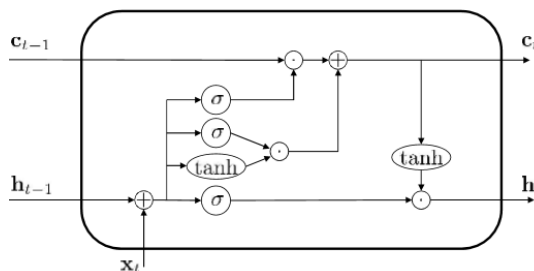 c_{t−1} · + c_t
σ
σ
·
tanh tanh
h_{t−1} + σ · h
x_t